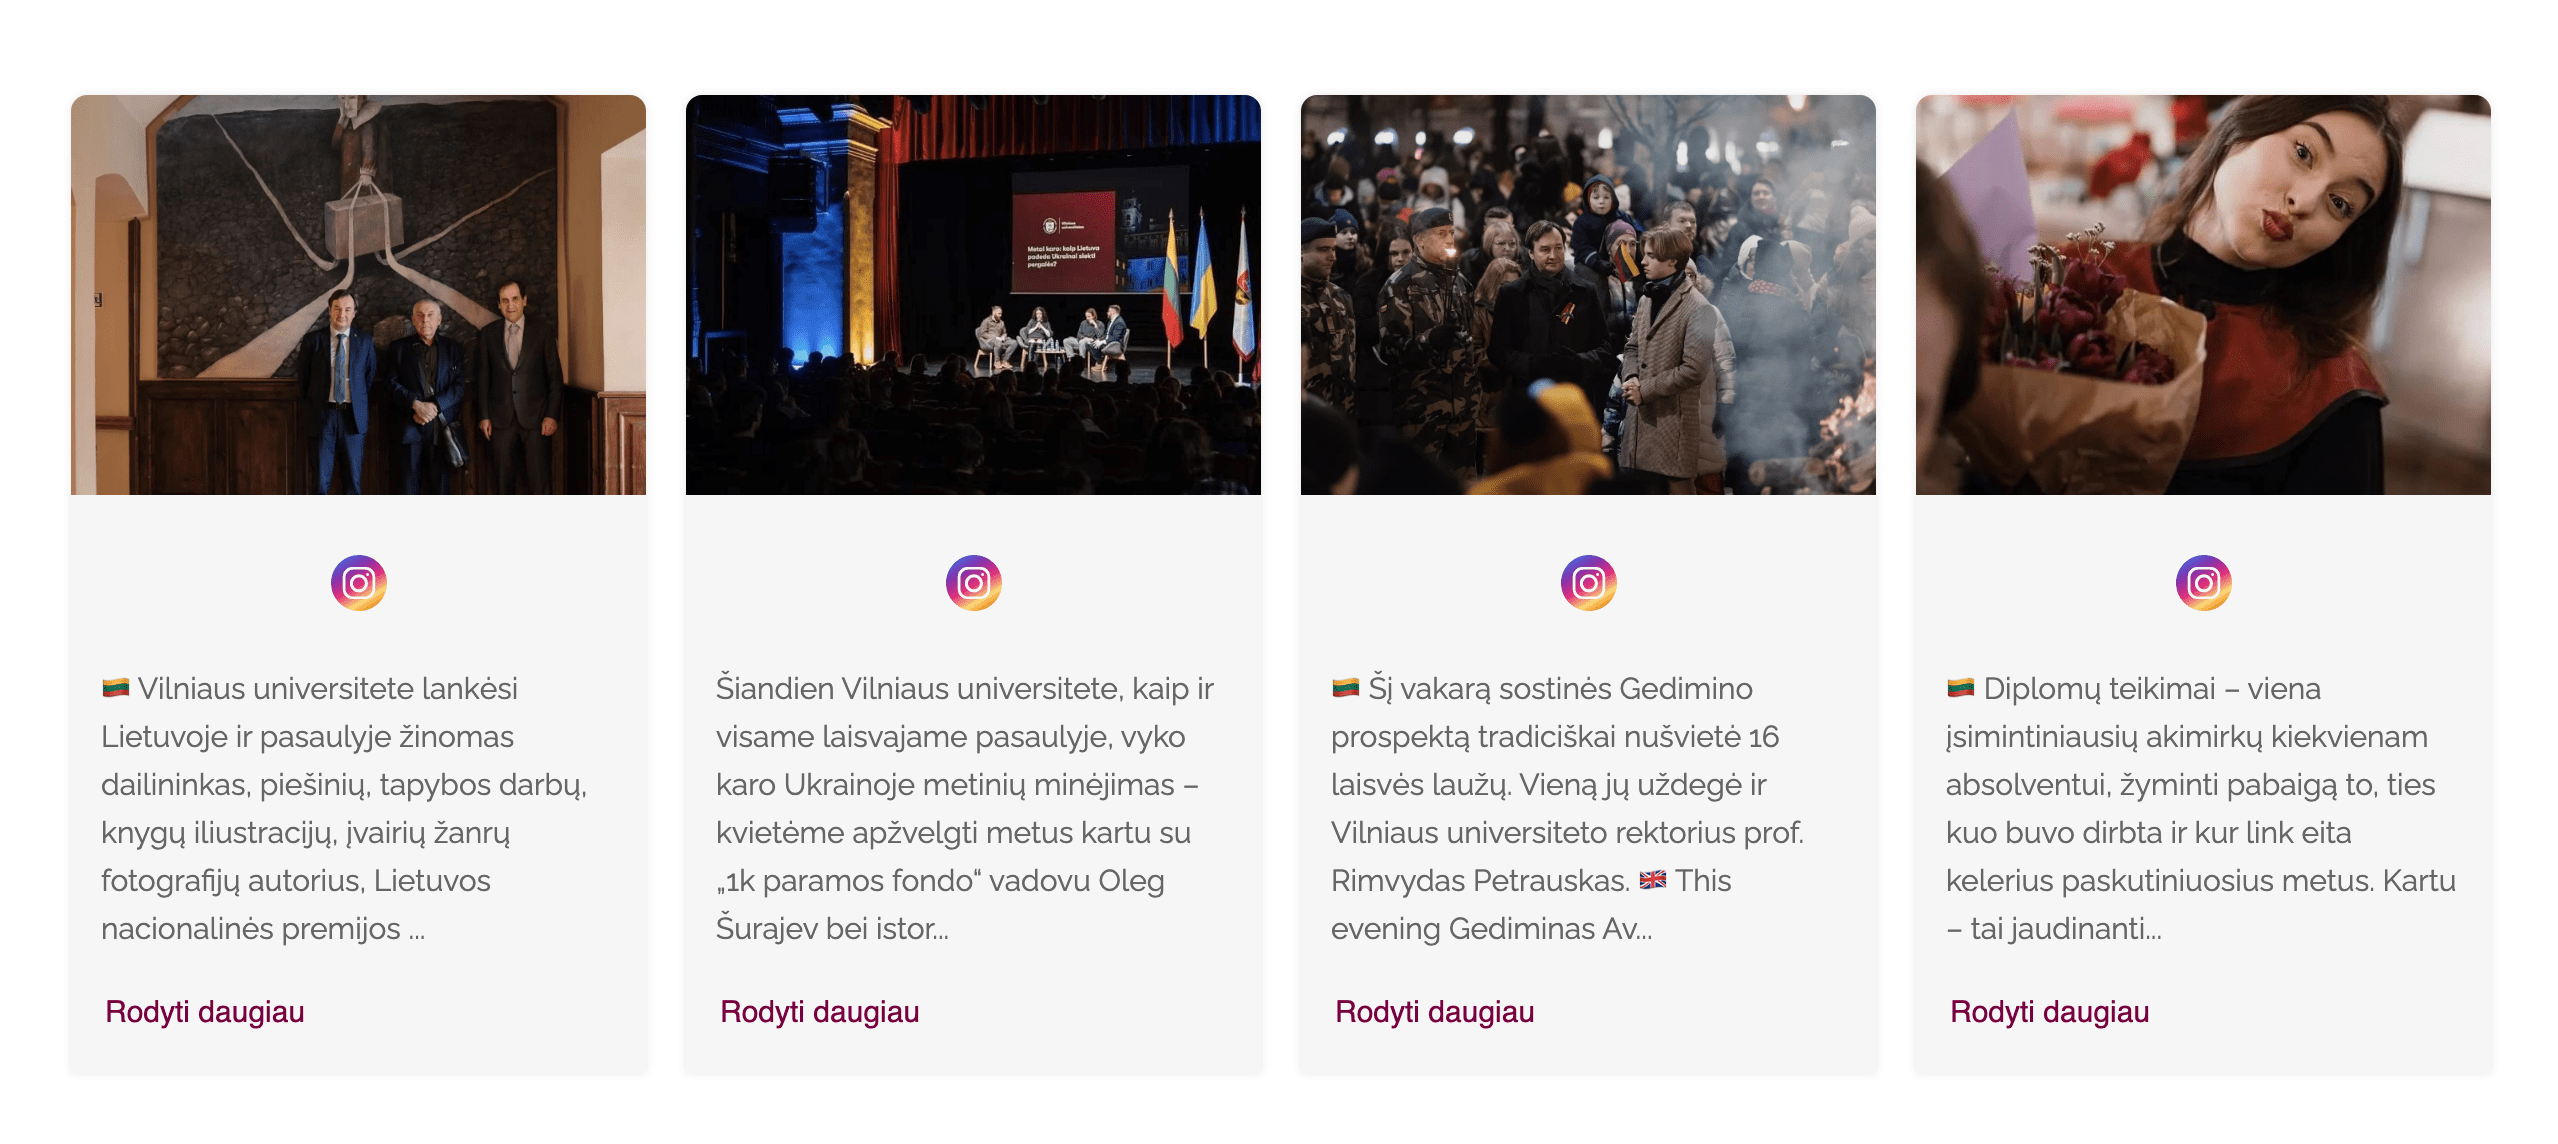 Vilniaus universitetas
Metai karo: kaip Lietuva
padeda Ukrainai siekti
pergalės?
🇱🇹 Vilniaus universitete lankėsi
Lietuvoje ir pasaulyje žinomas
dailininkas, piešinių, tapybos darbų,
knygų iliustracijų, įvairių žanrų
fotografijų autorius, Lietuvos
nacionalinės premijos ...
Rodyti daugiau
Šiandien Vilniaus universitete, kaip ir
visame laisvajame pasaulyje, vyko
karo Ukrainoje metinių minėjimas –
kvietėme apžvelgti metus kartu su
„1k paramos fondo“ vadovu Oleg
Šurajev bei istor...
Rodyti daugiau
🇱🇹 Šį vakarą sostinės Gedimino
prospektą tradiciškai nušvietė 16
laisvės laužų. Vieną jų uždegė ir
Vilniaus universiteto rektorius prof.
Rimvydas Petrauskas. 🇬🇧 This
evening Gediminas Av...
Rodyti daugiau
🇱🇹 Diplomų teikimai – viena
įsimintiniausių akimirkų kiekvienam
absolventui, žyminti pabaigą to, ties
kuo buvo dirbta ir kur link eita
kelerius paskutiniuosius metus. Kartu
– tai jaudinanti...
Rodyti daugiau